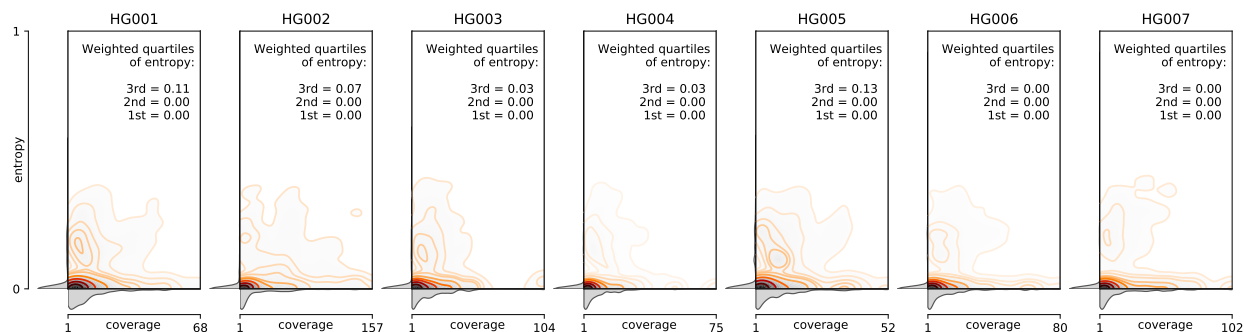 HG001 HG002 HG003 HG004 HG005 HG006 HG007
1
Weighted quartiles of entropy:
3rd = 0.11
2nd = 0.00
1st = 0.00
Weighted quartiles of entropy:
3rd = 0.07
2nd = 0.00
1st = 0.00
Weighted quartiles of entropy:
3rd = 0.03
2nd = 0.00
1st = 0.00
Weighted quartiles of entropy:
3rd = 0.03
2nd = 0.00
1st = 0.00
Weighted quartiles of entropy:
3rd = 0.13
2nd = 0.00
1st = 0.00
Weighted quartiles of entropy:
3rd = 0.00
2nd = 0.00
1st = 0.00
Weighted quartiles of entropy:
3rd = 0.00
2nd = 0.00
1st = 0.00
entropy
0
1 coverage 68
1 coverage 157
1 coverage 104
1 coverage 75
1 coverage 52
1 coverage 80
1 coverage 102